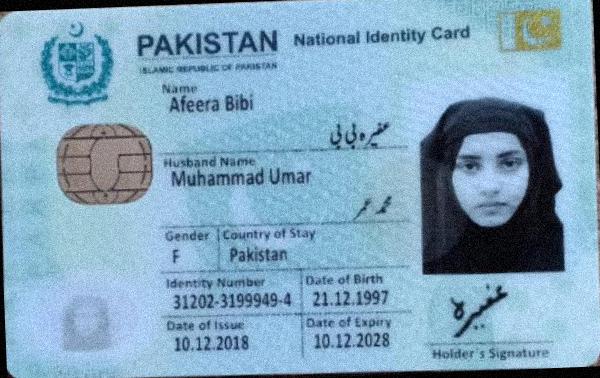 PAKISTAN National Identity Card
ISLAMIC REPUBLIC OF PAKISTAN
Name
Afeera Bibi
عفیرہ بی بی
Husband Name
Muhammad Umar
محمد عمر
Gender Country of Stay
F Pakistan
Identity Number Date of Birth
31202-3199949-4 21.12.1997
Date of Issue Date of Expiry
10.12.2018 10.12.2028
عفیرہ
Holder's Signature